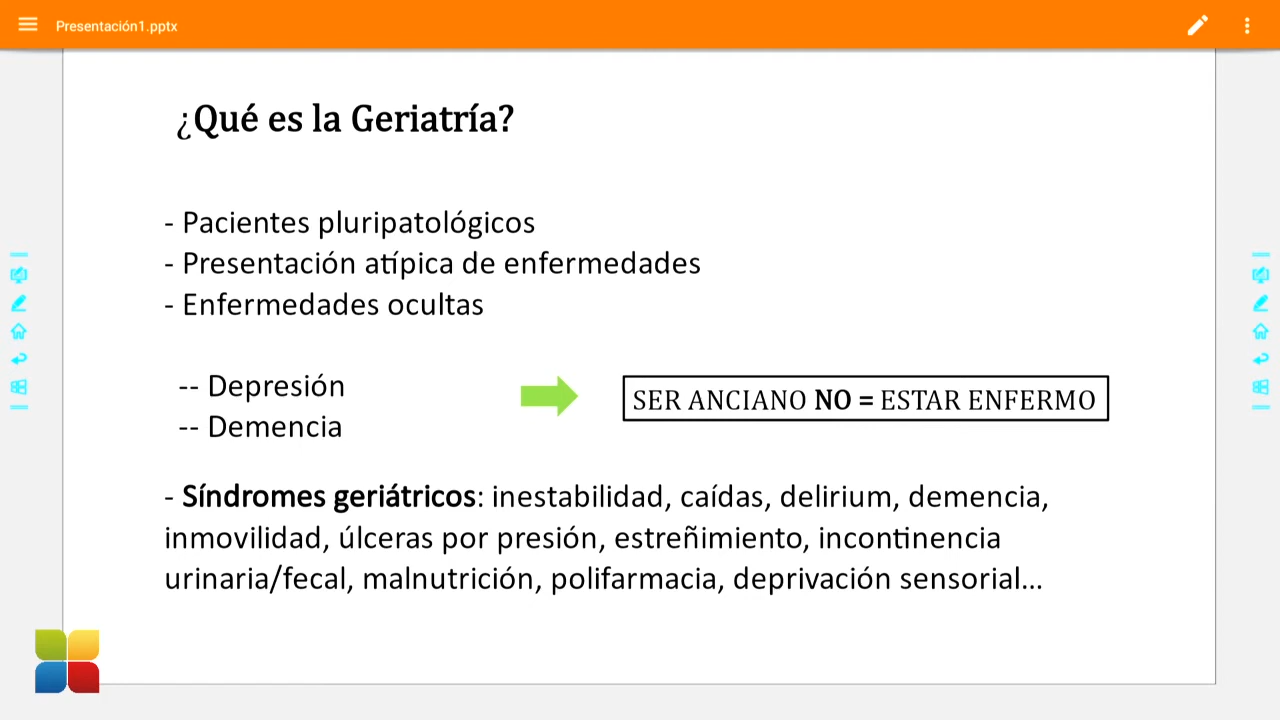 Presentación1.pptx
¿Qué es la Geriatría?
- Pacientes pluripatológicos
- Presentación atípica de enfermedades
- Enfermedades ocultas
-- Depresión
-- Demencia
SER ANCIANO NO = ESTAR ENFERMO
- Síndromes geriátricos: inestabilidad, caídas, delirium, demencia,
inmovilidad, úlceras por presión, estreñimiento, incontinencia
urinaria/fecal, malnutrición, polifarmacia, deprivación sensorial...